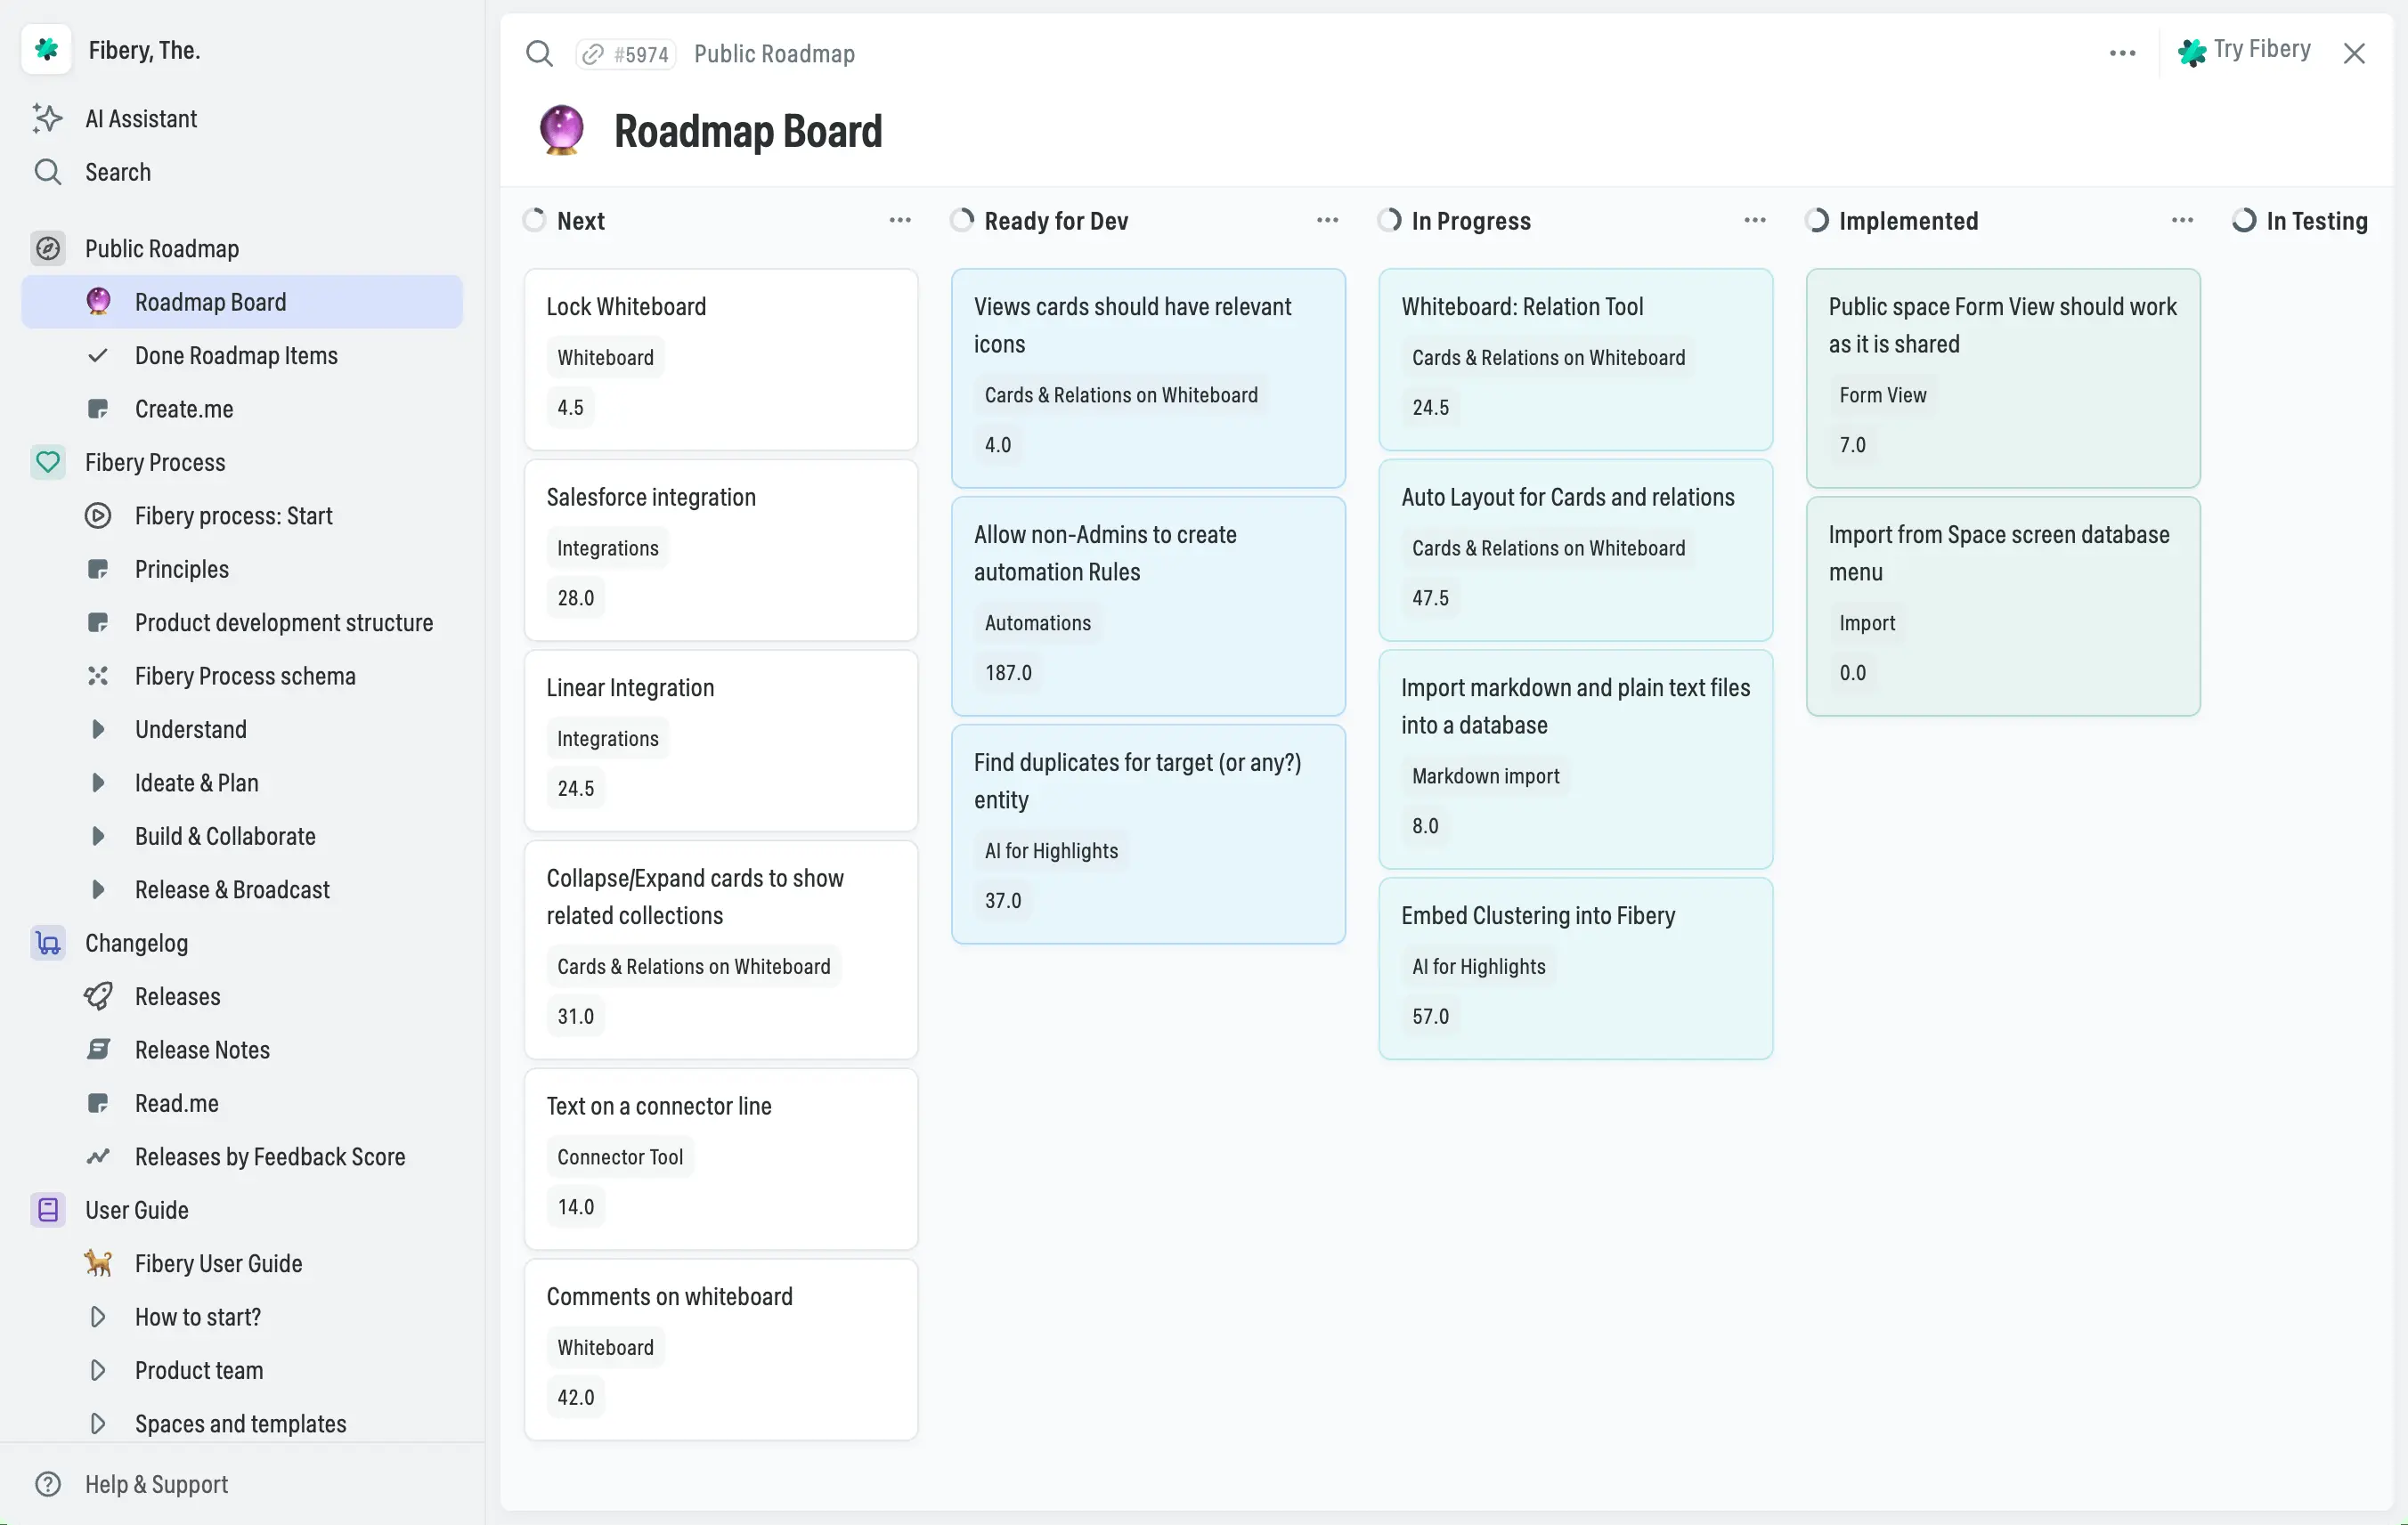 Fibery, The.
AI Assistant
Search
Public Roadmap
Roadmap Board
Done Roadmap Items
Create.me
Fibery Process
Fibery process: Start
Principles
Product development structure
Fibery Process schema
Understand
Ideate & Plan
Build & Collaborate
Release & Broadcast
Changelog
Releases
Release Notes
Read.me
Releases by Feedback Score
User Guide
Fibery User Guide
How to start?
Product team
Spaces and templates
Help & Support
#5974 Public Roadmap
Try Fibery
Roadmap Board
Next
Lock Whiteboard
Whiteboard
4.5
Salesforce integration
Integrations
28.0
Linear Integration
Integrations
24.5
Collapse/Expand cards to show
related collections
Cards & Relations on Whiteboard
31.0
Text on a connector line
Connector Tool
14.0
Comments on whiteboard
Whiteboard
42.0
Ready for Dev
Views cards should have relevant
icons
Cards & Relations on Whiteboard
4.0
Allow non-Admins to create
automation Rules
Automations
187.0
Find duplicates for target (or any?)
entity
AI for Highlights
37.0
In Progress
Whiteboard: Relation Tool
Cards & Relations on Whiteboard
24.5
Auto Layout for Cards and relations
Cards & Relations on Whiteboard
47.5
Import markdown and plain text files
into a database
Markdown import
8.0
Embed Clustering into Fibery
AI for Highlights
57.0
Implemented
Public space Form View should work
as it is shared
Form View
7.0
Import from Space screen database
menu
Import
0.0
In Testing